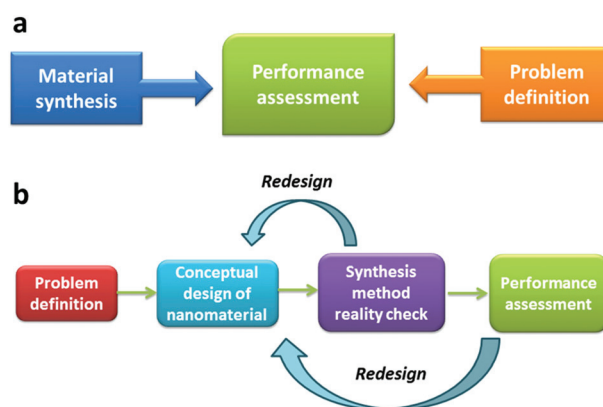 a
Material
synthesis
Performance
assessment
Problem
definition
b
Redesign
Problem
definition
Conceptual
design of
nanomaterial
Synthesis
method
reality check
Performance
assessment
Redesign